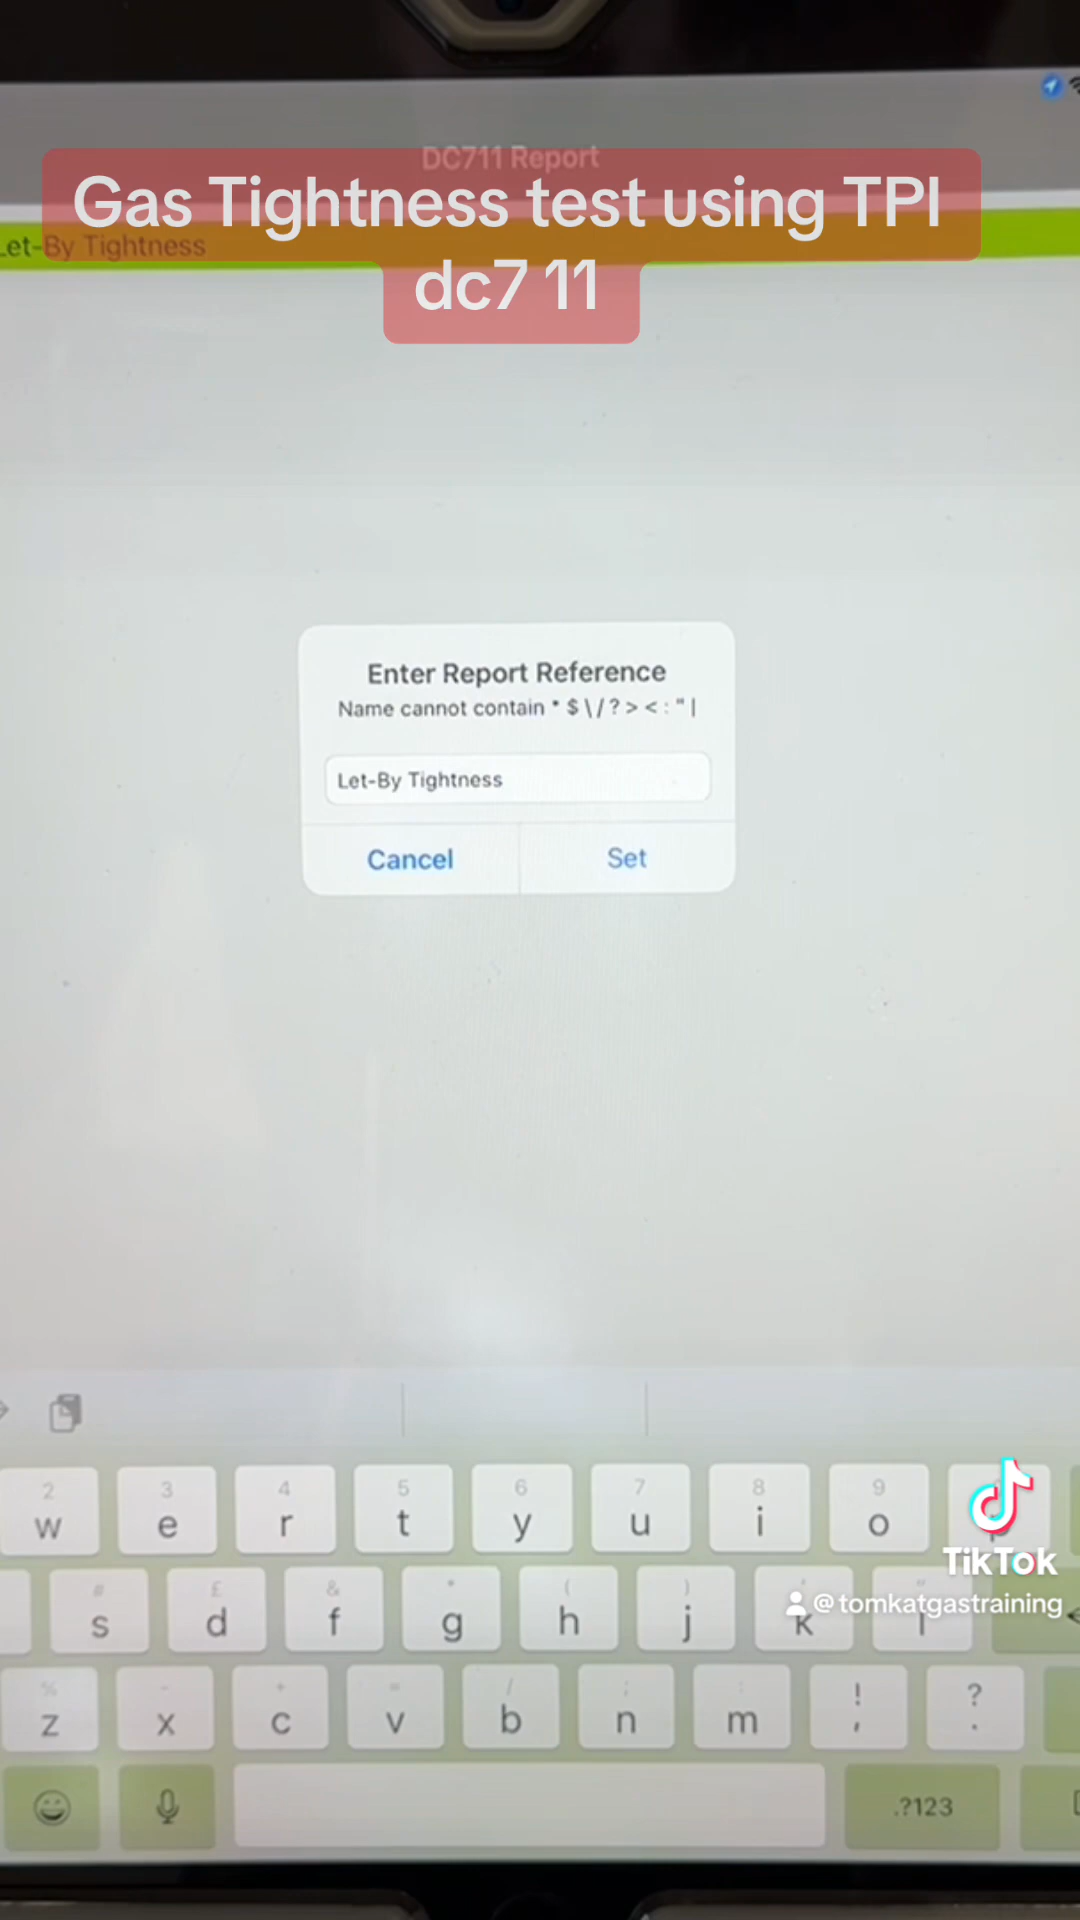 DC711 Report
Gas Tightness test using TPI
dc7 11
Let-By Tightness
Enter Report Reference
Name cannot contain * $ \ / ? > < : " |
Let-By Tightness
Cancel
Set
2 3 4 5 6 7 8 9
w e r t y u i o
TikTok
# £ & * ( ) ' "
s d f g h j k l
@tomkatgastraining
% - + = / ; : ! ?
z x c v b n m , .
.?123